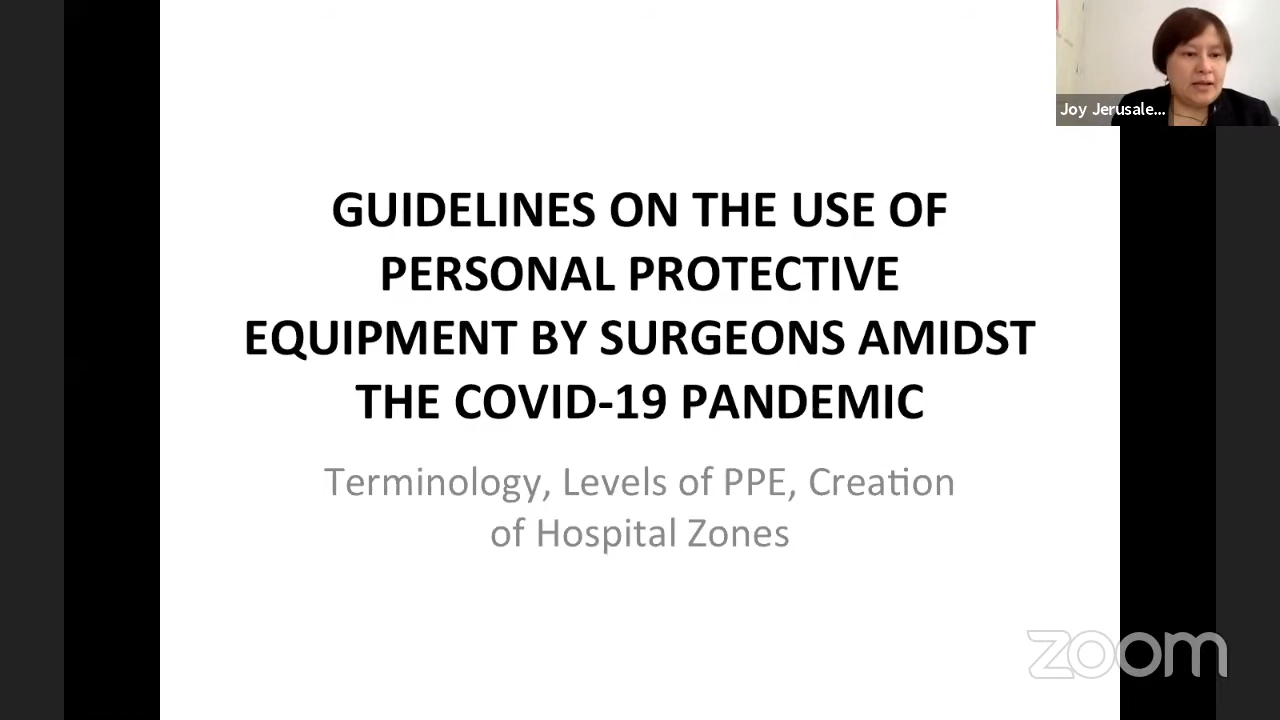 Joy Jerusale...
GUIDELINES ON THE USE OF
PERSONAL PROTECTIVE
EQUIPMENT BY SURGEONS AMIDST
THE COVID-19 PANDEMIC
Terminology, Levels of PPE, Creation
of Hospital Zones
zoom